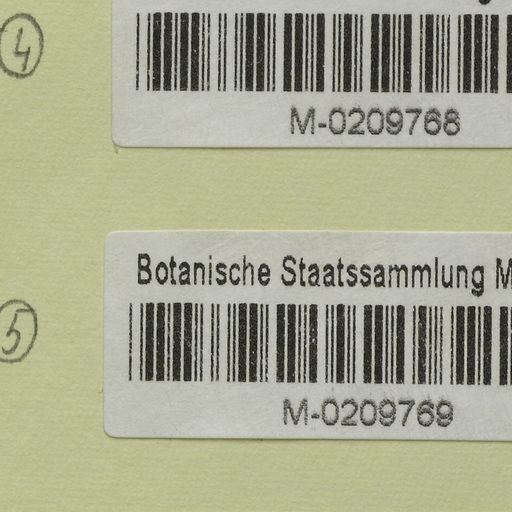 4
M-0209768
Botanische Staatssammlung M
5
M-0209769